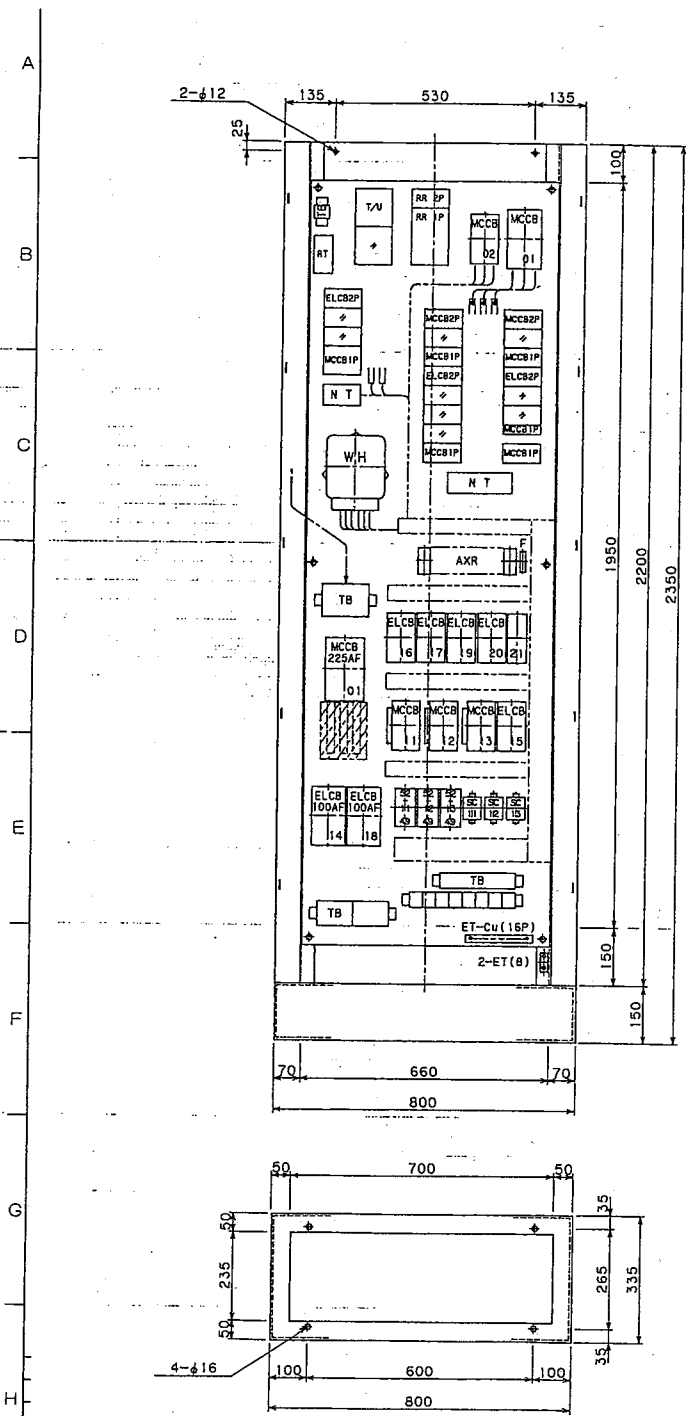 A
B
C
D
E
F
G
H
2-φ12
135
530
135
25
100
T/U
〃
RR 2P
RR 1P
MCCB
02
MCCB
01
RT
ELCB2P
〃
〃
MCCB1P
MCCB2P
〃
MCCB1P
ELCB2P
〃
〃
〃
MCCB1P
MCCB2P
〃
MCCB1P
ELCB2P
〃
〃
MCCB1P
MCCB1P
N T
WH
N T
F
AXR
TB
ELCB
16
ELCB
17
ELCB
19
ELCB
20
21
MCCB
225AF
01
MCCB
11
MCCB
12
MCCB
13
ELCB
15
ELCB
100AF
14
ELCB
100AF
18
SC
111
SC
112
SC
113
TB
TB
ET-Cu(16P)
2-ET(8)
1950
2200
2350
150
150
70
660
70
800
50
700
50
50
235
50
35
265
335
35
4-φ16
100
600
100
800